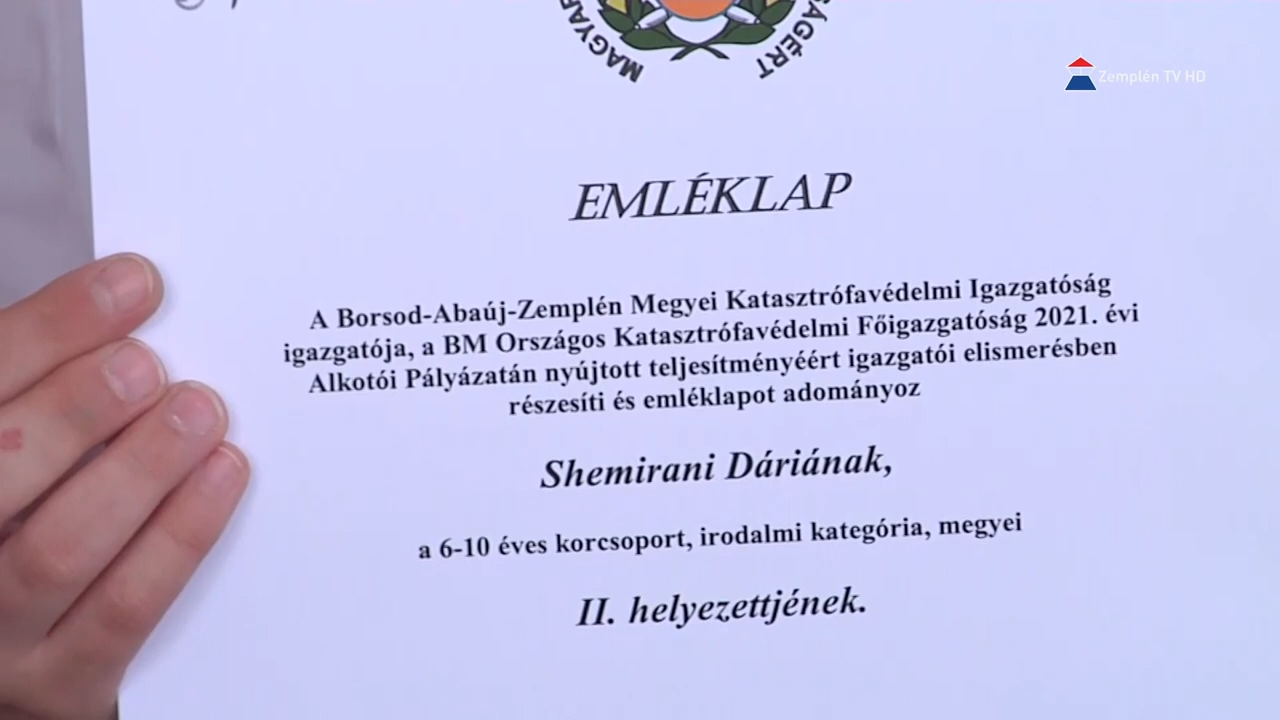 MAGYAR
SÁGÉRT
Zemplén TV HD
EMLÉKLAP
A Borsod-Abaúj-Zemplén Megyei Katasztrófavédelmi Igazgatóság
igazgatója, a BM Országos Katasztrófavédelmi Főigazgatóság 2021. évi
Alkotói Pályázatán nyújtott teljesítményéért igazgatói elismerésben
részesíti és emléklapot adományoz
Shemirani Dáriának,
a 6-10 éves korcsoport, irodalmi kategória, megyei
II. helyezettjének.